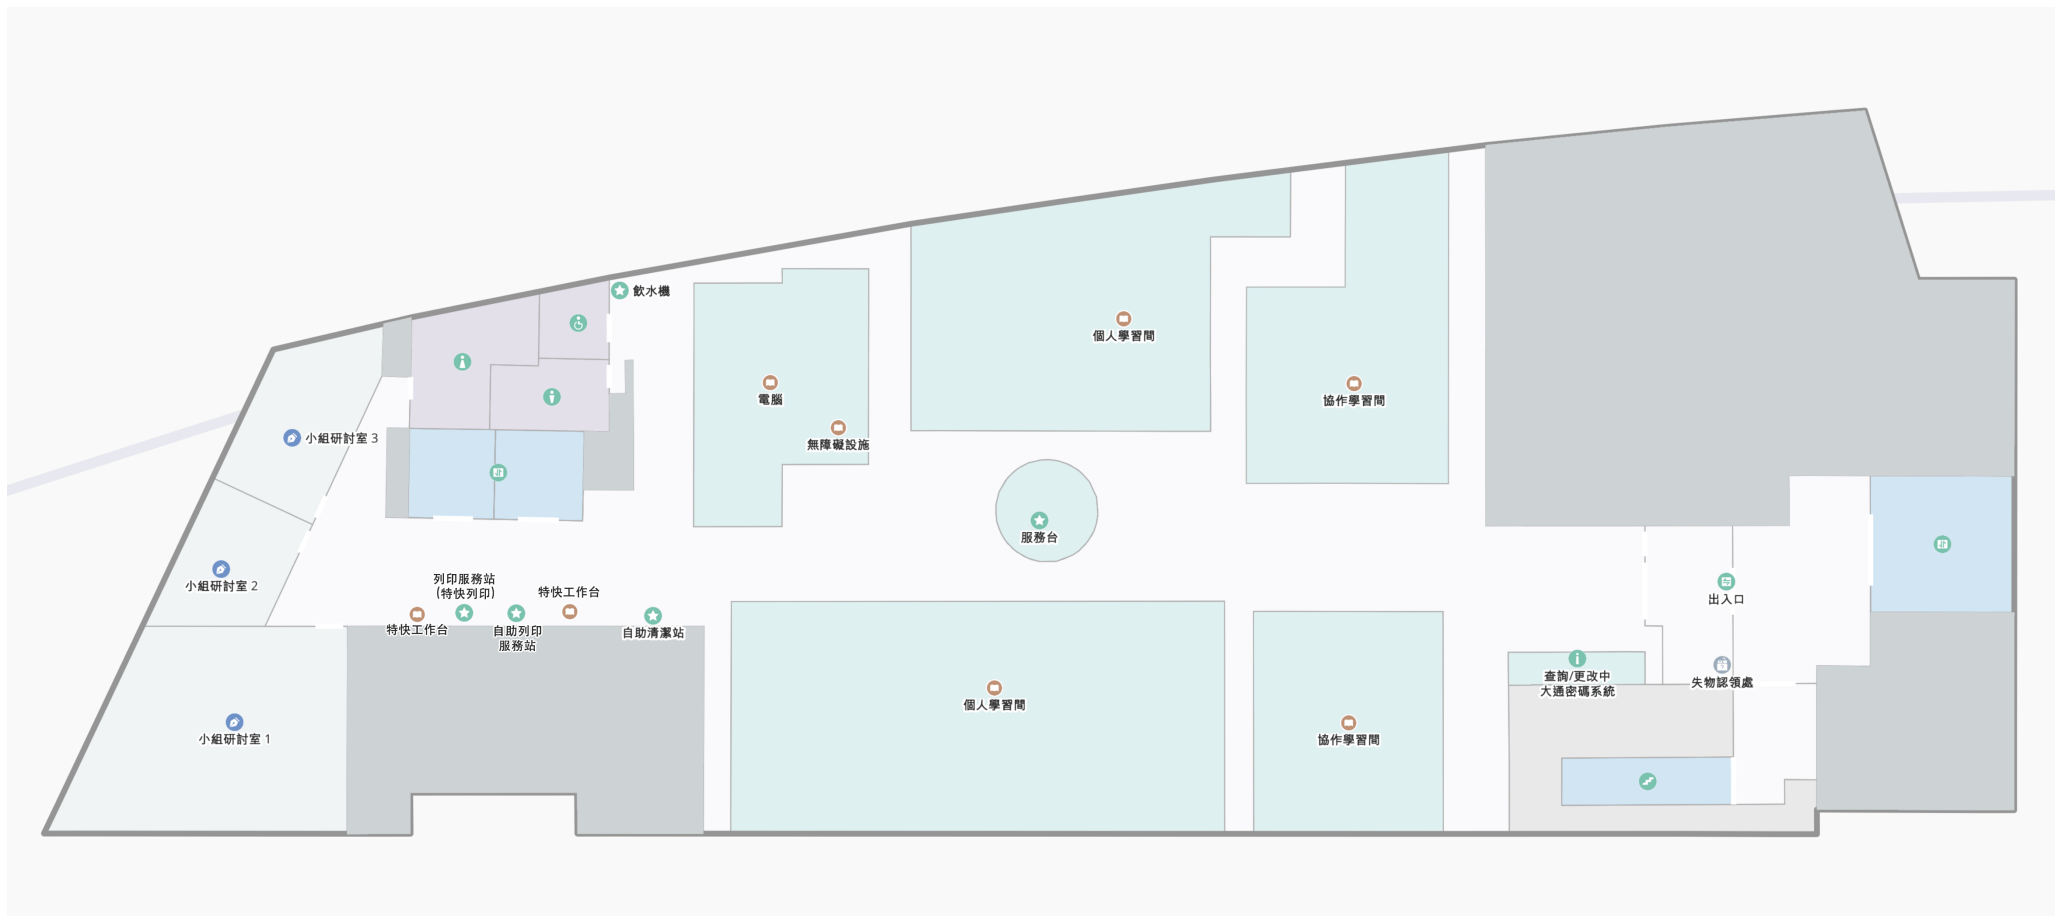 飲水機
個人學習間
電腦
協作學習間
小組研討室 3
無障礙設施
服務台
小組研討室 2
列印服務站
(特快列印)
特快工作台
出入口
特快工作台
自助列印
服務站
自助清潔站
查詢/更改中
大通密碼系統
失物認領處
個人學習間
小組研討室 1
協作學習間